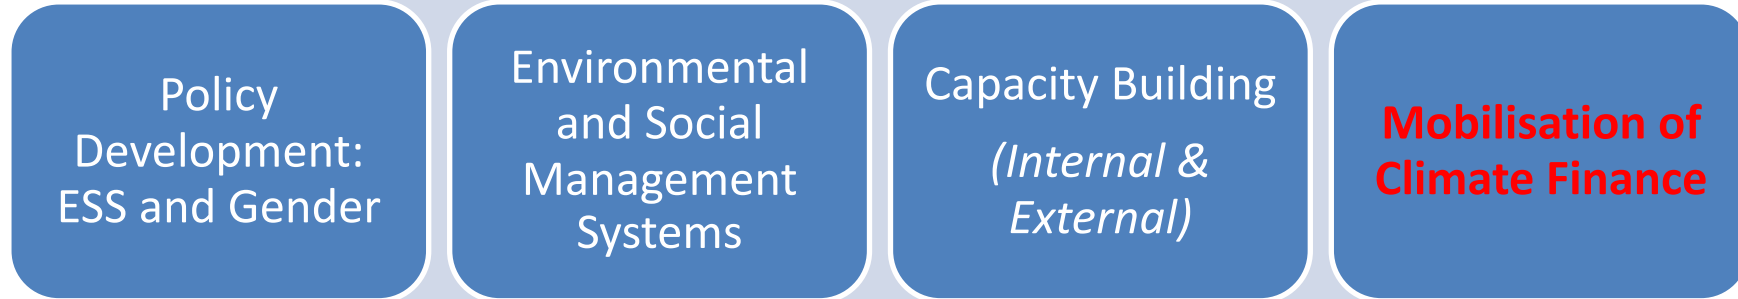 Policy
Development:
ESS and Gender
Environmental
and Social
Management
Systems
Capacity Building
(Internal &
External)
Mobilisation of
Climate Finance